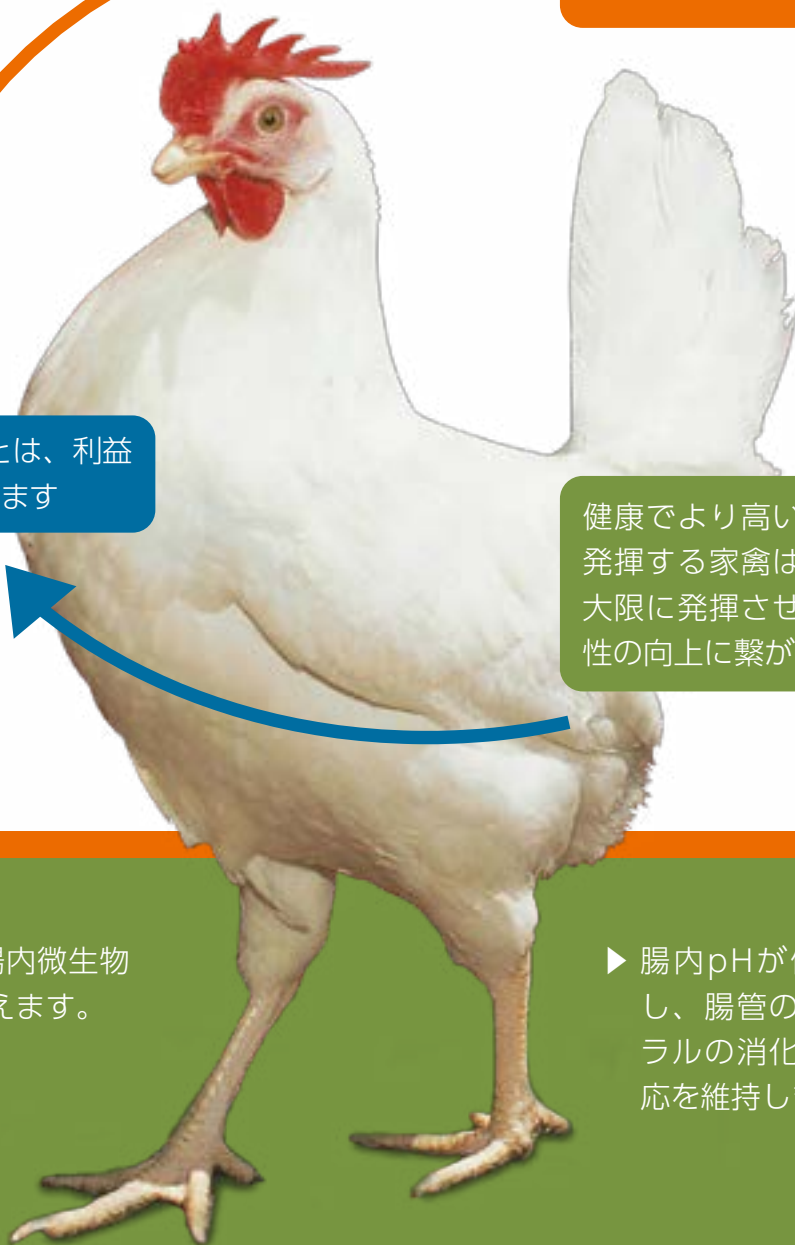 とは、利益
ます
健康でより高い
発揮する家禽は
大限に発揮させ
性の向上に繋が
腸内微生物
えます。
▶ 腸内pHが
し、腸管の
ラルの消化
応を維持し